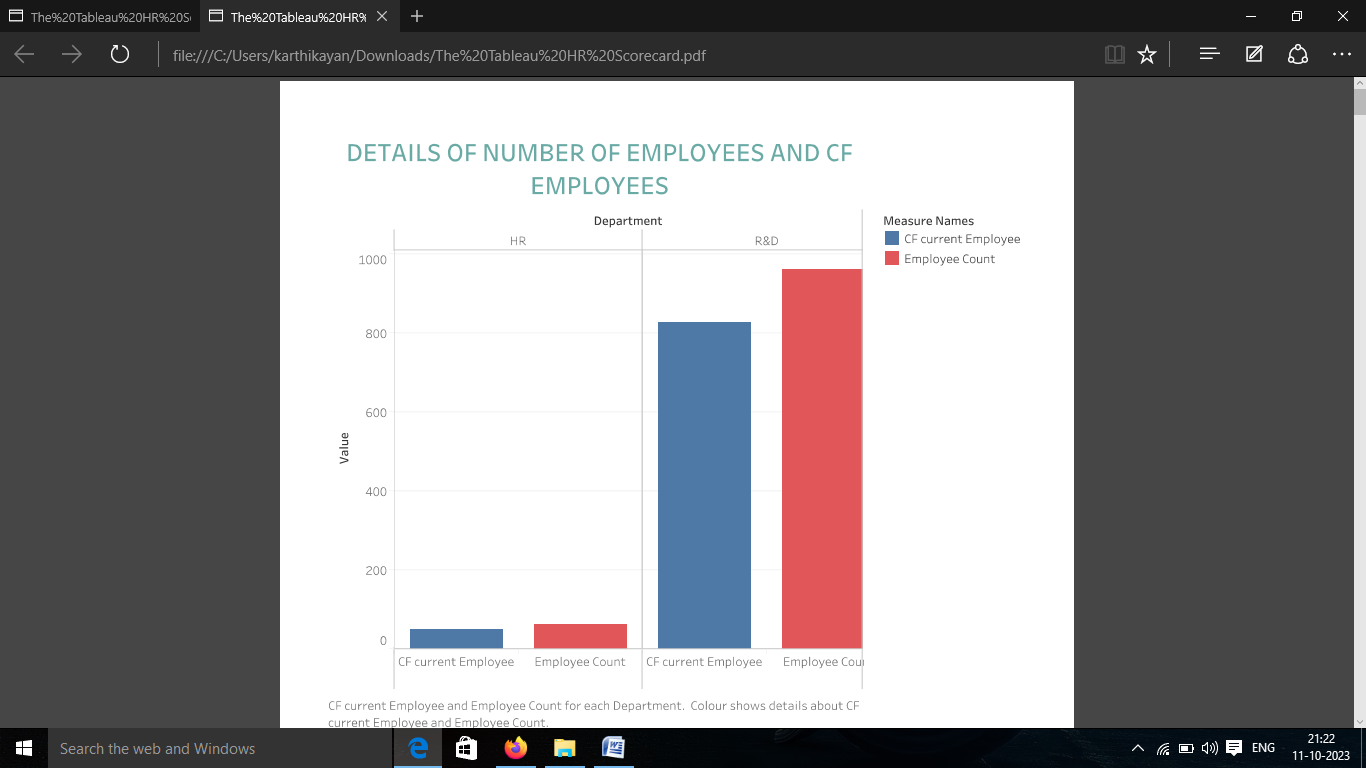 The%20Tableau%20HR%20S
The%20Tableau%20HR%
file:///C:/Users/karthikayan/Downloads/The%20Tableau%20HR%20Scorecard.pdf
DETAILS OF NUMBER OF EMPLOYEES AND CF
EMPLOYEES
Department
HR
R&D
Measure Names
CF current Employee
Employee Count
1000
800
600
400
200
0
Value
CF current Employee
Employee Count
CF current Employee
Employee Cou
CF current Employee and Employee Count for each Department. Colour shows details about CF
current Employee and Employee Count.
Search the web and Windows
ENG
21:22
11-10-2023